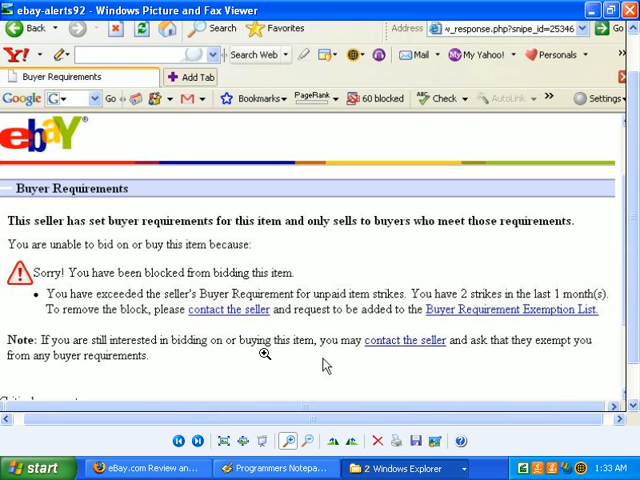 ebay-alerts92 - Windows Picture and Fax Viewer
Back Search Favorites Address w_response.php?snipe_id=25346
Y! Search Web Mail My Yahoo! Personals
Buyer Requirements Add Tab
Google G Go Bookmarks PageRank 60 blocked Check AutoLink Settings
ebaY®
Buyer Requirements
This seller has set buyer requirements for this item and only sells to buyers who meet those requirements.
You are unable to bid on or buy this item because:
Sorry! You have been blocked from bidding this item.
• You have exceeded the seller's Buyer Requirement for unpaid item strikes. You have 2 strikes in the last 1 month(s).
To remove the block, please contact the seller and request to be added to the Buyer Requirement Exemption List.
Note: If you are still interested in bidding on or buying this item, you may contact the seller and ask that they exempt you
from any buyer requirements.
start eBay.com Review an... Programmers Notepa... 2 Windows Explorer 1:33 AM